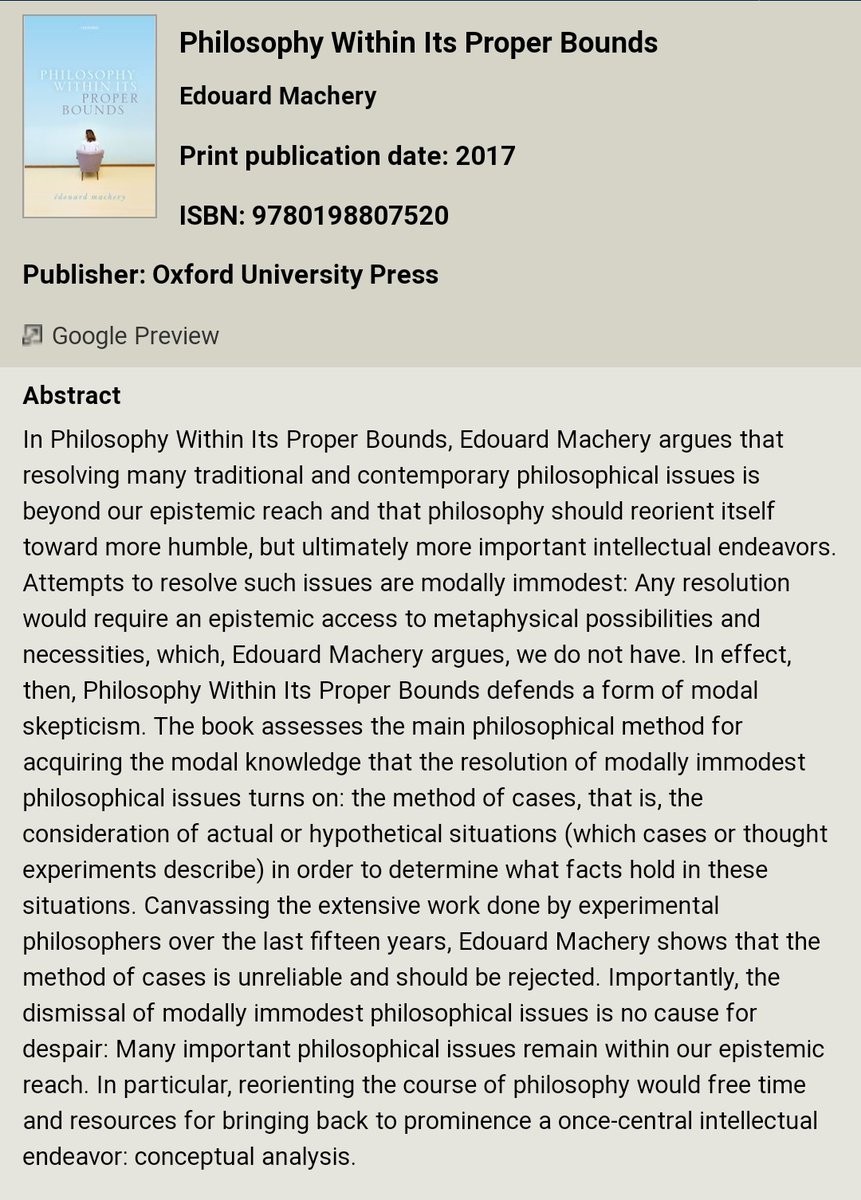 PHILOSOPHY
WITHIN ITS
PROPER
BOUNDS
édouard machery
Philosophy Within Its Proper Bounds
Edouard Machery
Print publication date: 2017
ISBN: 9780198807520
Publisher: Oxford University Press
Google Preview
Abstract
In Philosophy Within Its Proper Bounds, Edouard Machery argues that
resolving many traditional and contemporary philosophical issues is
beyond our epistemic reach and that philosophy should reorient itself
toward more humble, but ultimately more important intellectual endeavors.
Attempts to resolve such issues are modally immodest: Any resolution
would require an epistemic access to metaphysical possibilities and
necessities, which, Edouard Machery argues, we do not have. In effect,
then, Philosophy Within Its Proper Bounds defends a form of modal
skepticism. The book assesses the main philosophical method for
acquiring the modal knowledge that the resolution of modally immodest
philosophical issues turns on: the method of cases, that is, the
consideration of actual or hypothetical situations (which cases or thought
experiments describe) in order to determine what facts hold in these
situations. Canvassing the extensive work done by experimental
philosophers over the last fifteen years, Edouard Machery shows that the
method of cases is unreliable and should be rejected. Importantly, the
dismissal of modally immodest philosophical issues is no cause for
despair: Many important philosophical issues remain within our epistemic
reach. In particular, reorienting the course of philosophy would free time
and resources for bringing back to prominence a once-central intellectual
endeavor: conceptual analysis.